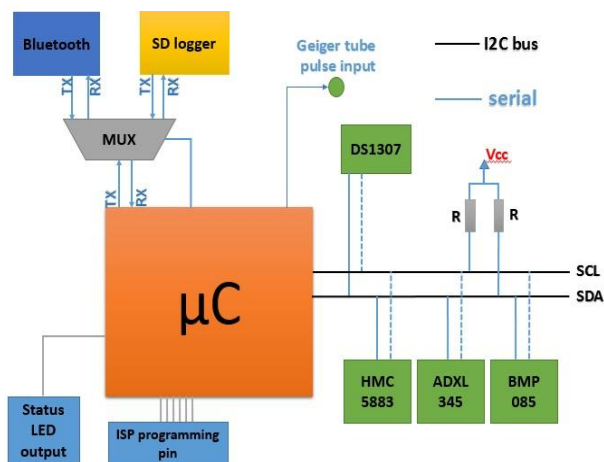 Bluetooth
SD logger
Geiger tube
pulse input
I2C bus
serial
TX
RX
TX
RX
MUX
TX
RX
DS1307
Vcc
R
R
SCL
SDA
µC
HMC
5883
ADXL
345
BMP
085
Status
LED
output
ISP programming
pin